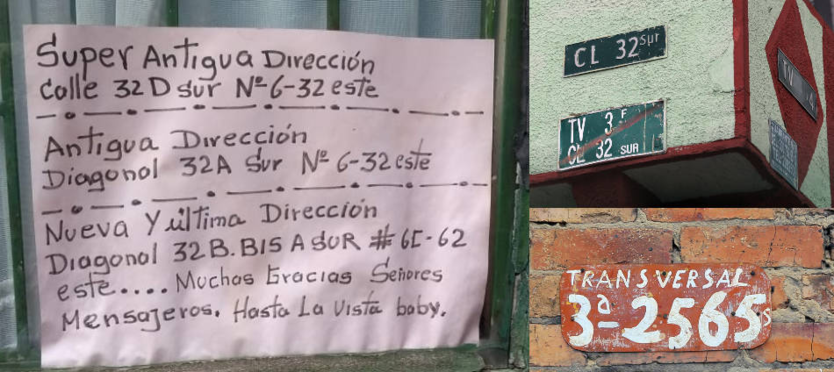 Super Antigua Dirección
Calle 32 D sur Nº 6-32 este
Antigua Dirección
Diagonal 32A Sur Nº 6-32 este
Nueva Y última Dirección
Diagonal 32 B. BIS A SUR # 6E-62
este.... Muchas Gracias Señores
Mensajeros. Hasta La Vista baby.
CL 32 sur
TV 3 E
CL 32 SUR
TRANSVERSAL
3ª-2565 S